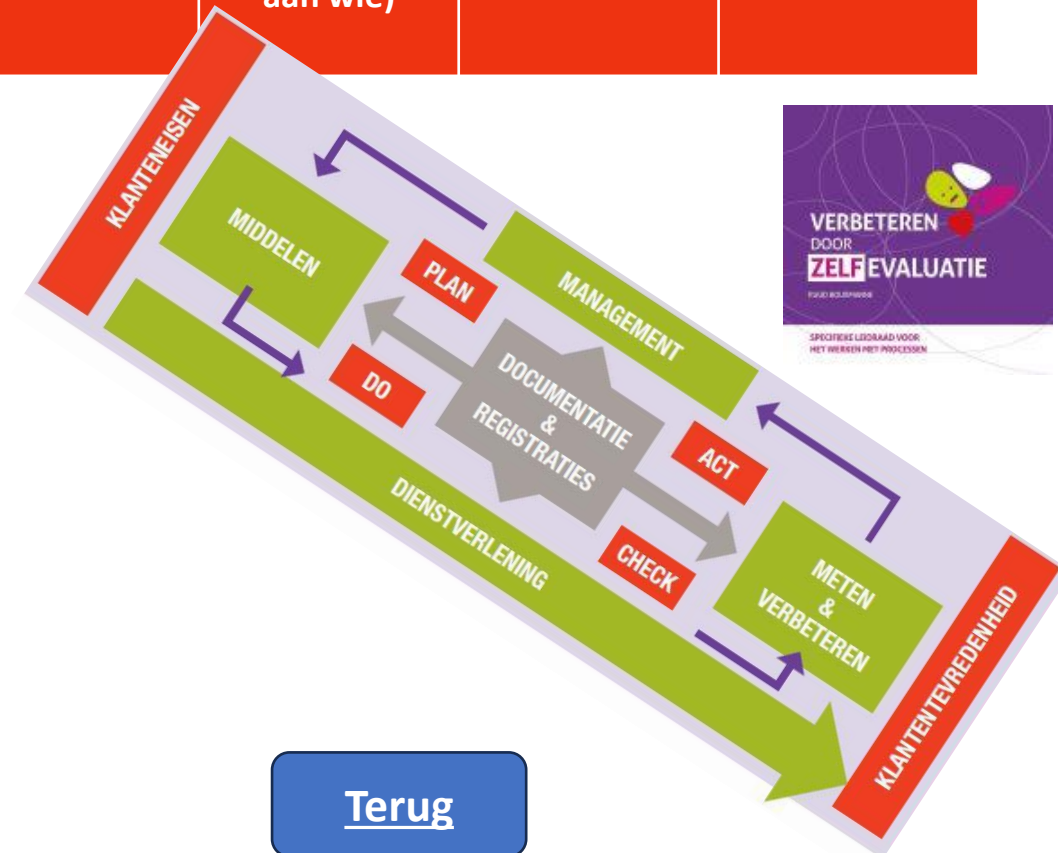 aan wie)
KLANTENEISEN
MIDDELEN
PLAN
MANAGEMENT
DO
DOCUMENTATIE
&
REGISTRATIES
ACT
DIENSTVERLENING
CHECK
METEN
&
VERBETEREN
KLANTENTEVREDENHEID
VERBETEREN
DOOR
ZELFEVALUATIE
SPECIFIEKE LEIDRAAD VOOR
HET WERKEN MET PROCESSEN
Terug